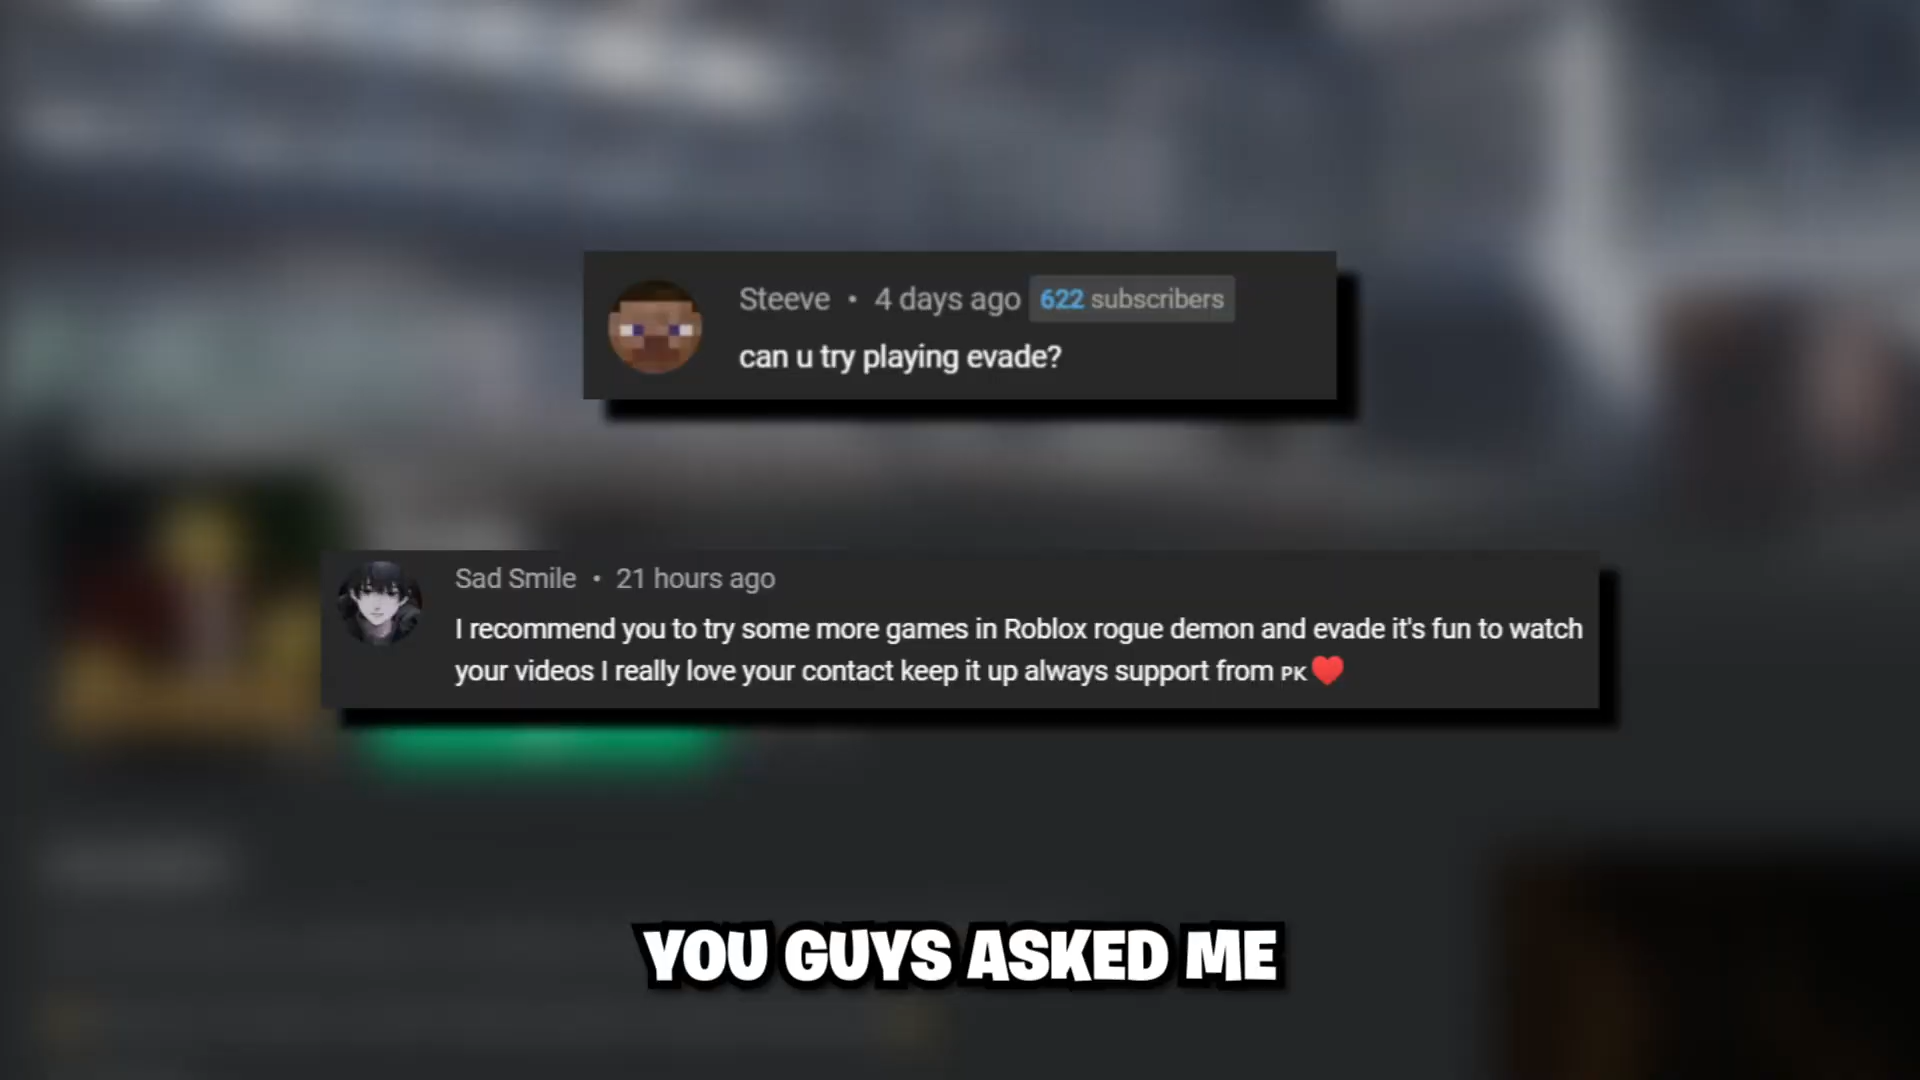 Steeve • 4 days ago 622 subscribers
can u try playing evade?
Sad Smile • 21 hours ago
I recommend you to try some more games in Roblox rogue demon and evade it's fun to watch
your videos I really love your contact keep it up always support from ᴘᴋ❤️
YOU GUYS ASKED ME